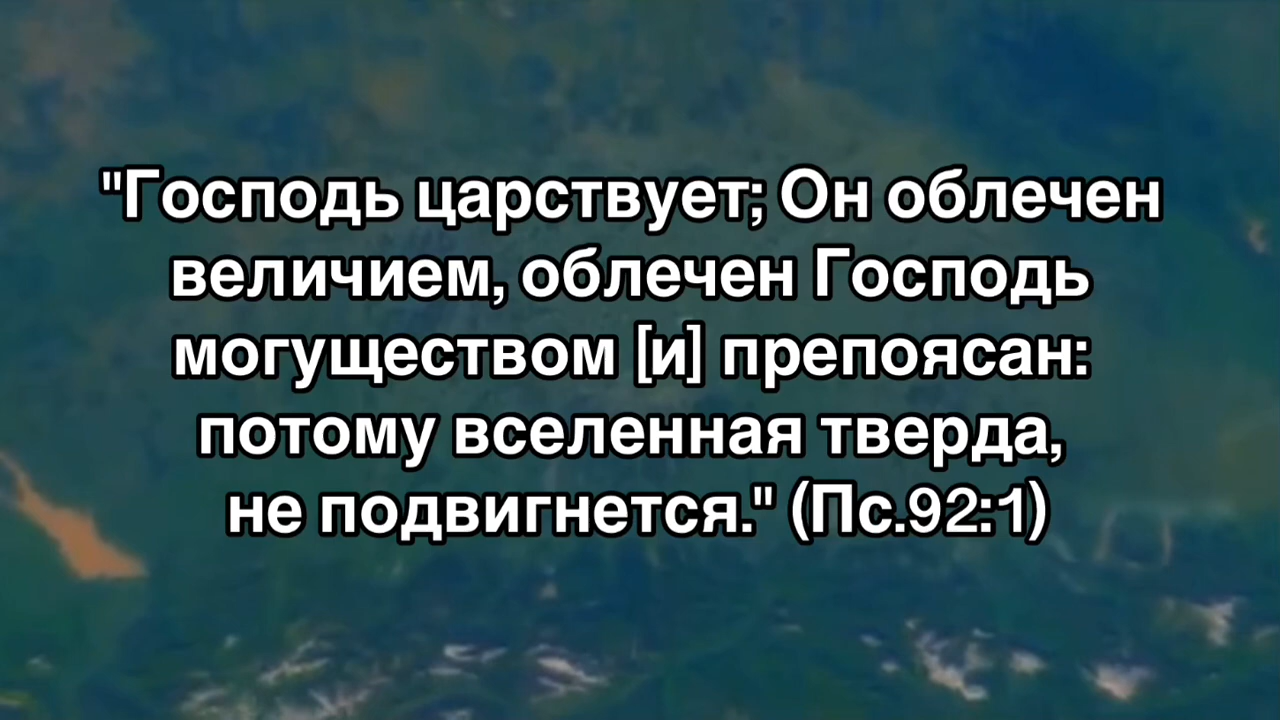 "Господь царствует; Он облечен
величием, облечен Господь
могуществом [и] препоясан:
потому вселенная тверда,
не подвигнется." (Пс.92:1)